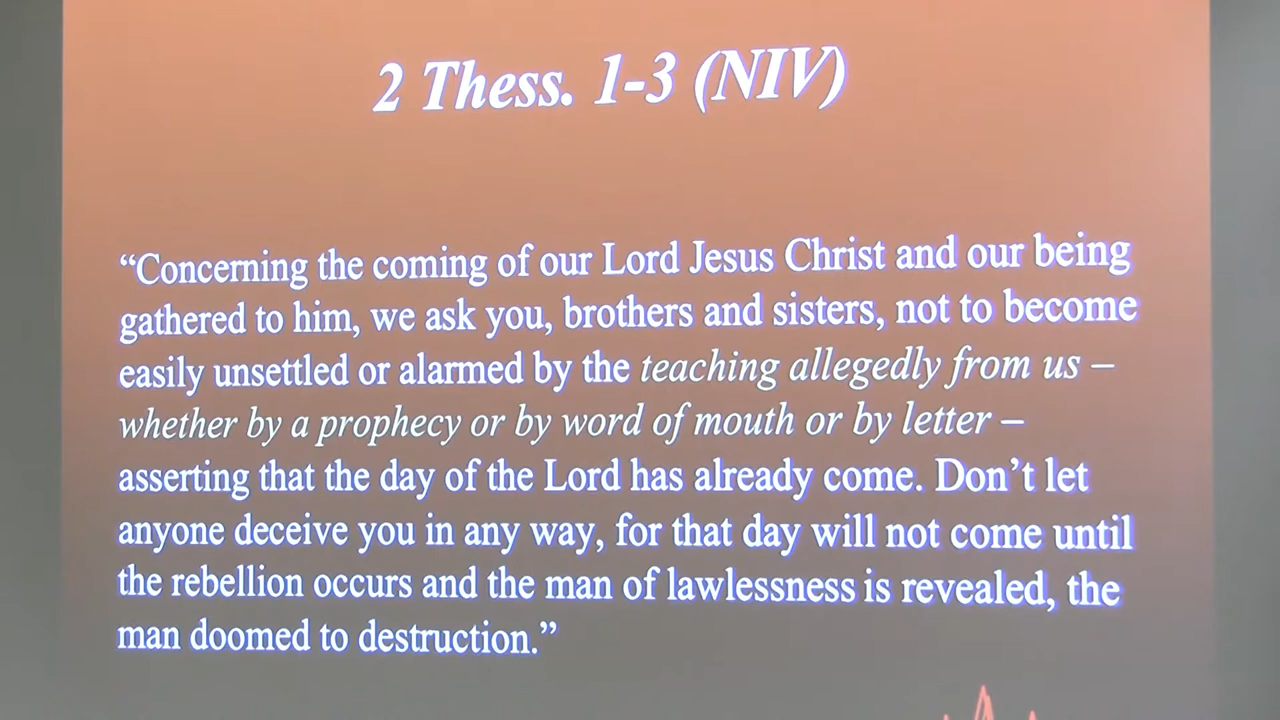 2 Thess. 1-3 (NIV)
“Concerning the coming of our Lord Jesus Christ and our being
gathered to him, we ask you, brothers and sisters, not to become
easily unsettled or alarmed by the teaching allegedly from us –
whether by a prophecy or by word of mouth or by letter –
asserting that the day of the Lord has already come. Don’t let
anyone deceive you in any way, for that day will not come until
the rebellion occurs and the man of lawlessness is revealed, the
man doomed to destruction.”